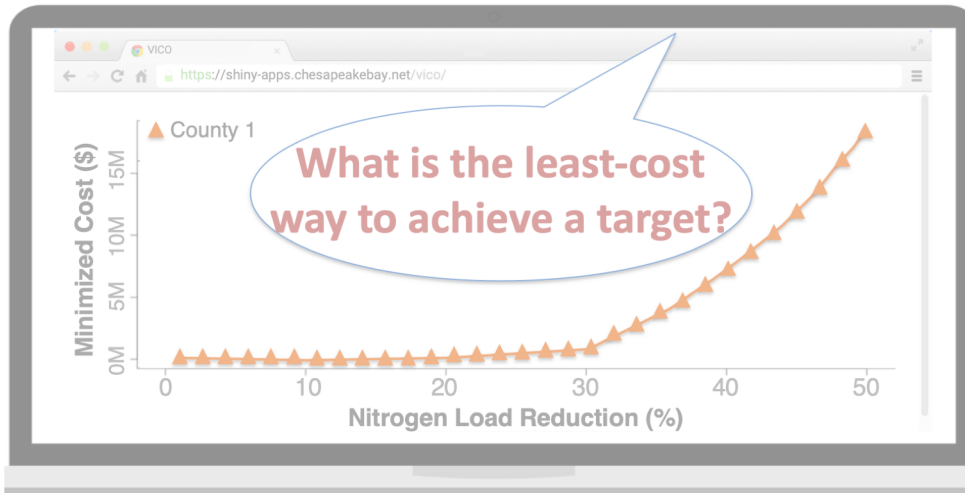 VICO
https://shiny-apps.chesapeakebay.net/vico/
County 1
What is the least-cost
way to achieve a target?
Minimized Cost ($)
15M
10M
5M
0M
0 10 20 30 40 50
Nitrogen Load Reduction (%)